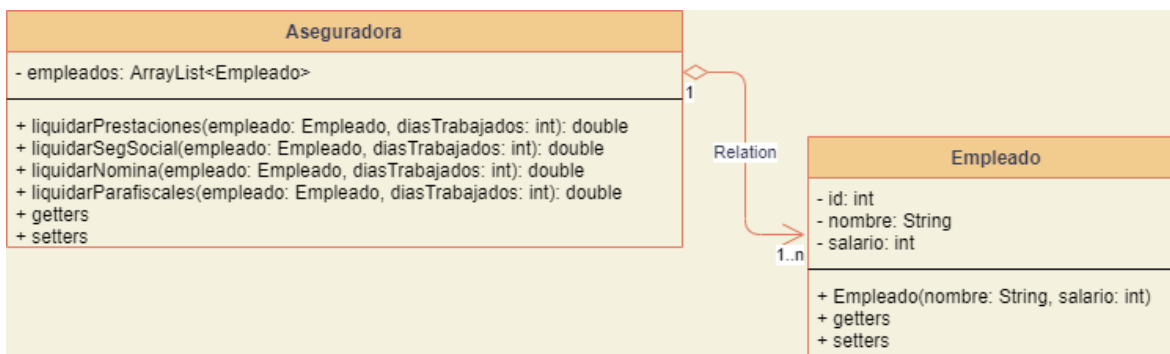 Aseguradora
- empleados: ArrayList<Empleado>
+ liquidarPrestaciones(empleado: Empleado, diasTrabajados: int): double
+ liquidarSegSocial(empleado: Empleado, diasTrabajados: int): double
+ liquidarNomina(empleado: Empleado, diasTrabajados: int): double
+ liquidarParafiscales(empleado: Empleado, diasTrabajados: int): double
+ getters
+ setters
1
Relation
1..n
Empleado
- id: int
- nombre: String
- salario: int
+ Empleado(nombre: String, salario: int)
+ getters
+ setters